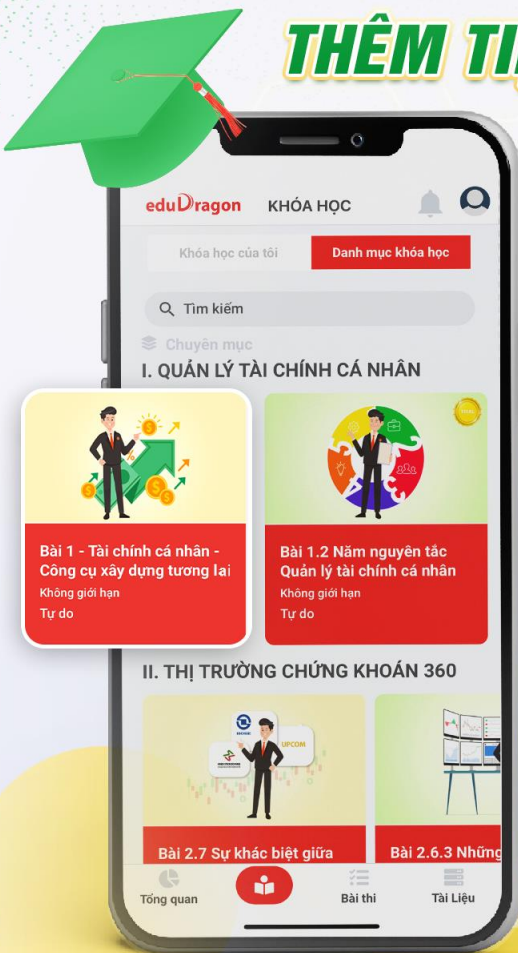 THÊM
eduDragon KHÓA HỌC
Khóa học của tôi Danh mục khóa học
Tìm kiếm
Chuyên mục
I. QUẢN LÝ TÀI CHÍNH CÁ NHÂN
Bài 1 - Tài chính cá nhân -
Công cụ xây dựng tương lai
Không giới hạn
Tự do
Bài 1.2 Năm nguyên tắc
Quản lý tài chính cá nhân
Không giới hạn
Tự do
II. THỊ TRƯỜNG CHỨNG KHOÁN 360
UPCOM
Bài 2.7 Sự khác biệt giữa
Bài 2.6.3 Những
Tổng quan
Bài thi
Tài Liệu